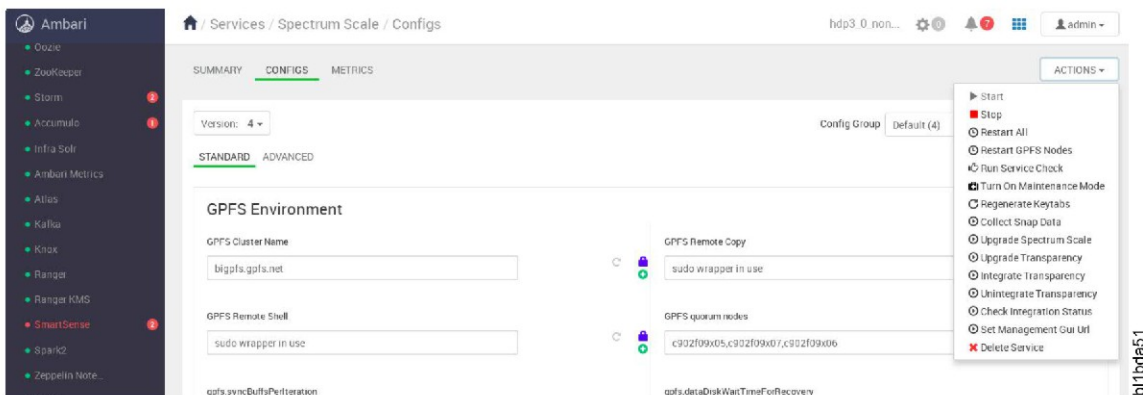 Ambari
/ Services / Spectrum Scale / Configs
hdp3_0_non... 0 7 admin
Oozie
ZooKeeper
Storm 2
Accumulo
Infra Solr
Ambari Metrics
Atlas
Kafka
Knox
Ranger
Ranger KMS
SmartSense 2
Spark2
Zeppelin Note...
SUMMARY CONFIGS METRICS
ACTIONS
Version: 4
Config Group Default (4)
STANDARD ADVANCED
GPFS Environment
GPFS Cluster Name
bigpfs.gpfs.net
GPFS Remote Copy
sudo wrapper in use
GPFS Remote Shell
sudo wrapper in use
GPFS quorum nodes
c902f09x05,c902f09x07,c902f09x06
gpfs.syncBuffsPerIteration
gpfs.dataDiskWaitTimeForRecovery
Start
Stop
Restart All
Restart GPFS Nodes
Run Service Check
Turn On Maintenance Mode
Regenerate Keytabs
Collect Snap Data
Upgrade Spectrum Scale
Upgrade Transparency
Integrate Transparency
Unintegrate Transparency
Check Integration Status
Set Management Gui Url
Delete Service